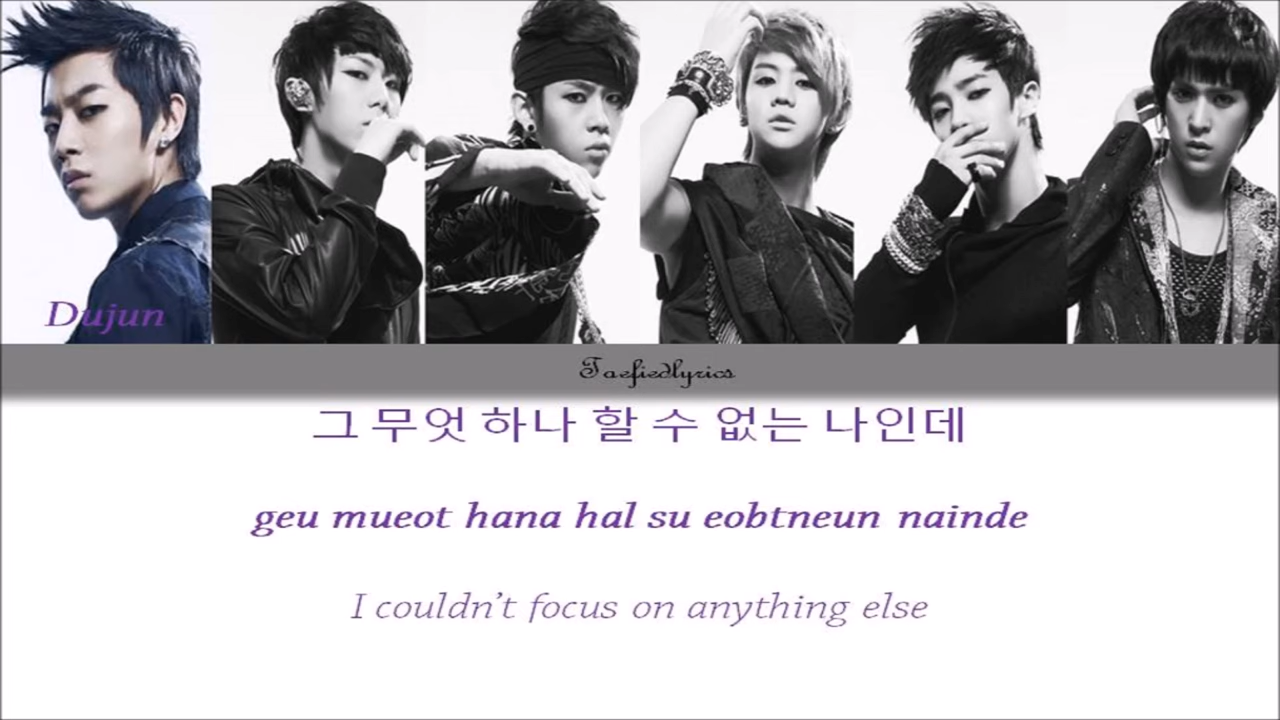 Dujun
Taefiedlyrics
그 무엇 하나 할 수 없는 나인데
geu mueot hana hal su eobtneun nainde
I couldn't focus on anything else